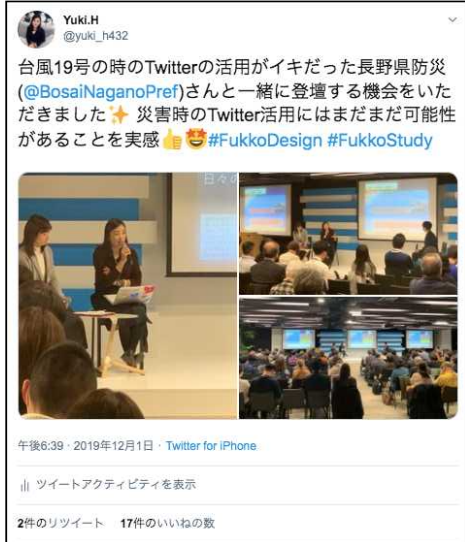 Yuki.H
@yuki_h432
台風19号の時のTwitterの活用がイキだった長野県防災
(@BosaiNaganoPref)さんと一緒に登壇する機会をいた
だきました✨ 災害時のTwitter活用にはまだまだ可能性
があることを実感👍🤩#FukkoDesign #FukkoStudy
日々の
午後6:39 · 2019年12月1日 · Twitter for iPhone
ツイートアクティビティを表示
2件のリツイート 17件のいいねの数